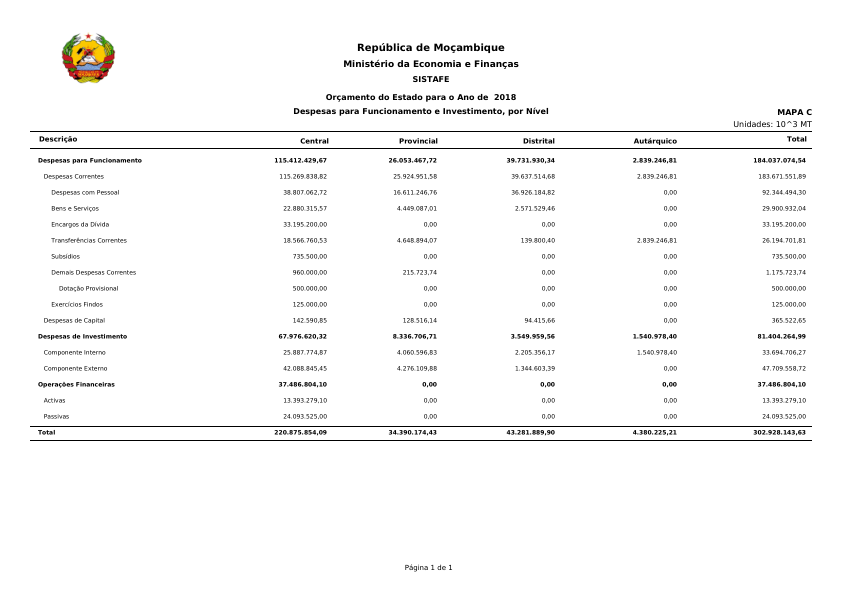 República de Moçambique
Ministério da Economia e Finanças
SISTAFE
Orçamento do Estado para o Ano de 2018
Despesas para Funcionamento e Investimento, por Nível
MAPA C
Unidades: 10^3 MT
Descrição Central Provincial Distrital Autárquico Total
Despesas para Funcionamento 115.412.429,67 26.053.467,72 39.731.930,34 2.839.246,81 184.037.074,54
Despesas Correntes 115.269.838,82 25.924.951,58 39.637.514,68 2.839.246,81 183.671.551,89
Despesas com Pessoal 38.807.062,72 16.611.246,76 36.926.184,82 0,00 92.344.494,30
Bens e Serviços 22.880.315,57 4.449.087,01 2.571.529,46 0,00 29.900.932,04
Encargos da Dívida 33.195.200,00 0,00 0,00 0,00 33.195.200,00
Transferências Correntes 18.566.760,53 4.648.894,07 139.800,40 2.839.246,81 26.194.701,81
Subsídios 735.500,00 0,00 0,00 0,00 735.500,00
Demais Despesas Correntes 960.000,00 215.723,74 0,00 0,00 1.175.723,74
Dotação Provisional 500.000,00 0,00 0,00 0,00 500.000,00
Exercícios Findos 125.000,00 0,00 0,00 0,00 125.000,00
Despesas de Capital 142.590,85 128.516,14 94.415,66 0,00 365.522,65
Despesas de Investimento 67.976.620,32 8.336.706,71 3.549.959,56 1.540.978,40 81.404.264,99
Componente Interno 25.887.774,87 4.060.596,83 2.205.356,17 1.540.978,40 33.694.706,27
Componente Externo 42.088.845,45 4.276.109,88 1.344.603,39 0,00 47.709.558,72
Operações Financeiras 37.486.804,10 0,00 0,00 0,00 37.486.804,10
Activas 13.393.279,10 0,00 0,00 0,00 13.393.279,10
Passivas 24.093.525,00 0,00 0,00 0,00 24.093.525,00
Total 220.875.854,09 34.390.174,43 43.281.889,90 4.380.225,21 302.928.143,63
Página 1 de 1